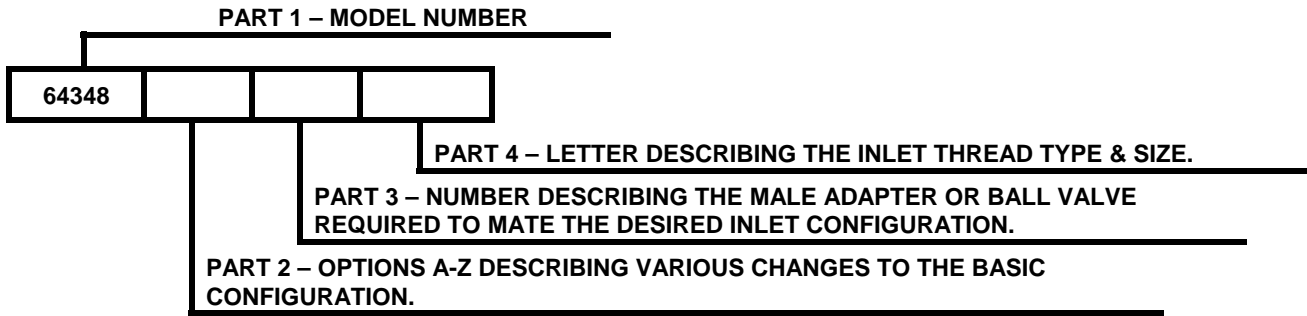 PART 1 – MODEL NUMBER
64348
PART 4 – LETTER DESCRIBING THE INLET THREAD TYPE & SIZE.
PART 3 – NUMBER DESCRIBING THE MALE ADAPTER OR BALL VALVE
REQUIRED TO MATE THE DESIRED INLET CONFIGURATION.
PART 2 – OPTIONS A-Z DESCRIBING VARIOUS CHANGES TO THE BASIC
CONFIGURATION.